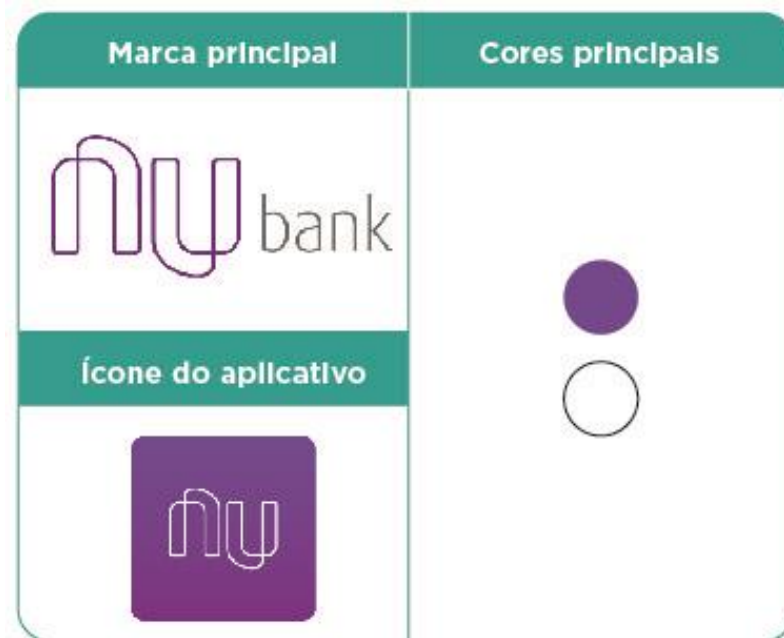 Marca principal
Cores principais
nu bank
Ícone do aplicativo
nu